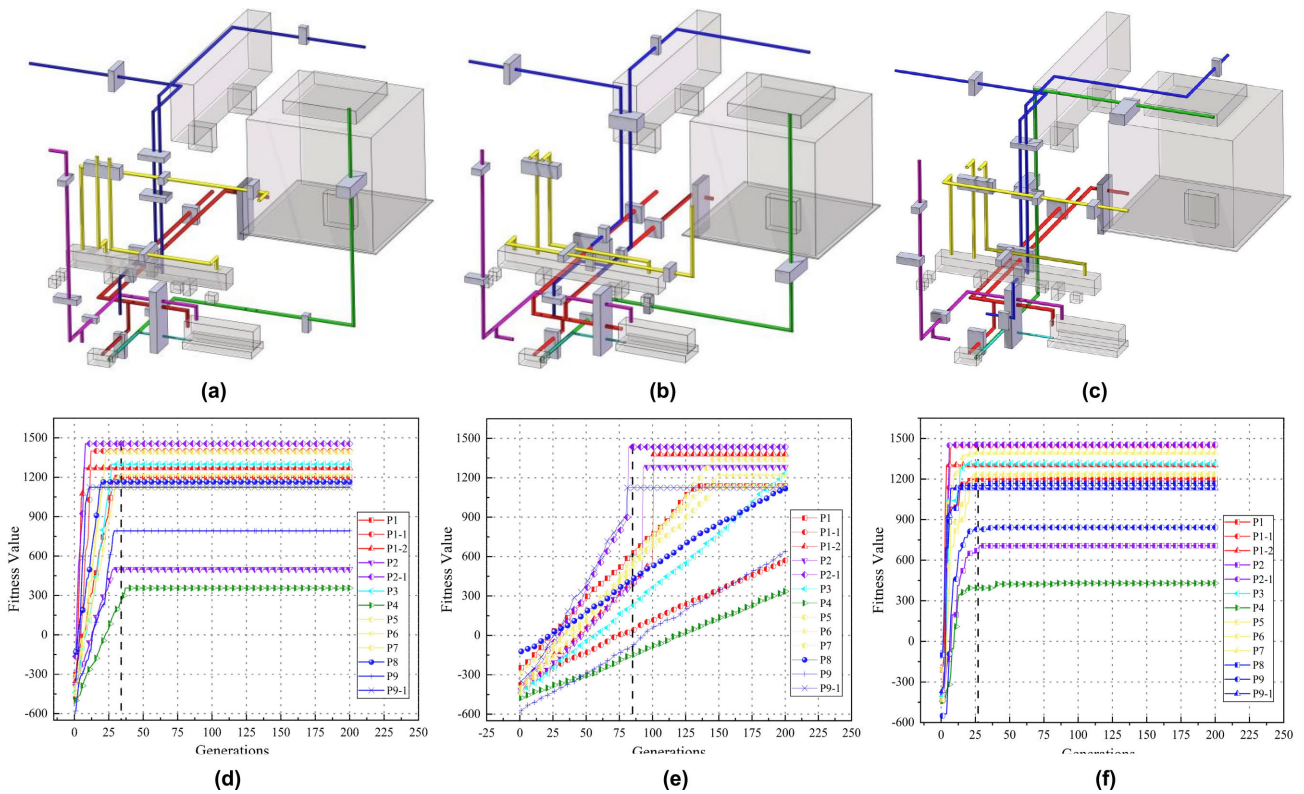 (a)
(b)
(c)
1500
1200
900
600
300
0
-300
-600
Fitness Value
0 25 50 75 100 125 150 175 200 225 250
Generations
P1
P1-1
P1-2
P2
P2-1
P3
P4
P5
P6
P7
P8
P9
P9-1
(d)
1500
1200
900
600
300
0
-300
-600
Fitness Value
-25 0 25 50 75 100 125 150 175 200 225 250
Generations
P1
P1-1
P1-2
P2
P2-1
P3
P4
P5
P6
P7
P8
P9
P9-1
(e)
1500
1200
900
600
300
0
-300
-600
Fitness Value
0 25 50 75 100 125 150 175 200 225 250
Generations
P1
P1-1
P1-2
P2
P2-1
P3
P4
P5
P6
P7
P8
P9
P9-1
(f)